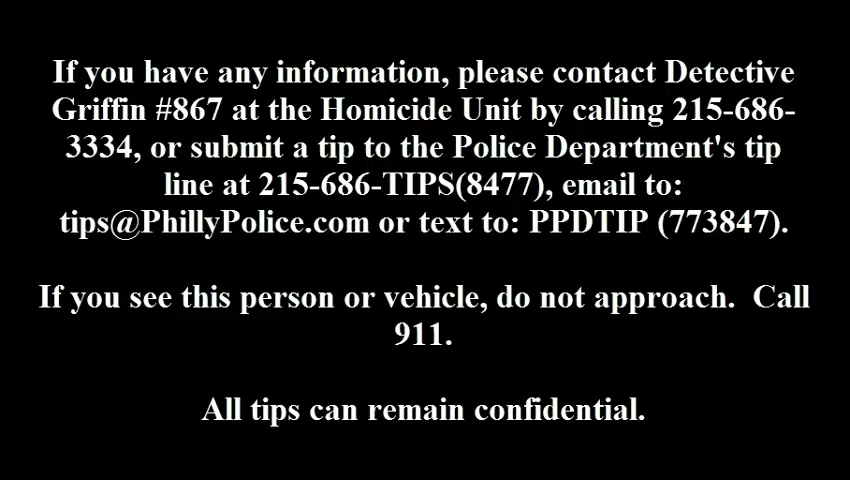 If you have any information, please contact Detective
Griffin #867 at the Homicide Unit by calling 215-686-
3334, or submit a tip to the Police Department's tip
line at 215-686-TIPS(8477), email to:
tips@PhillyPolice.com or text to: PPDTIP (773847).
If you see this person or vehicle, do not approach.  Call
911.
All tips can remain confidential.